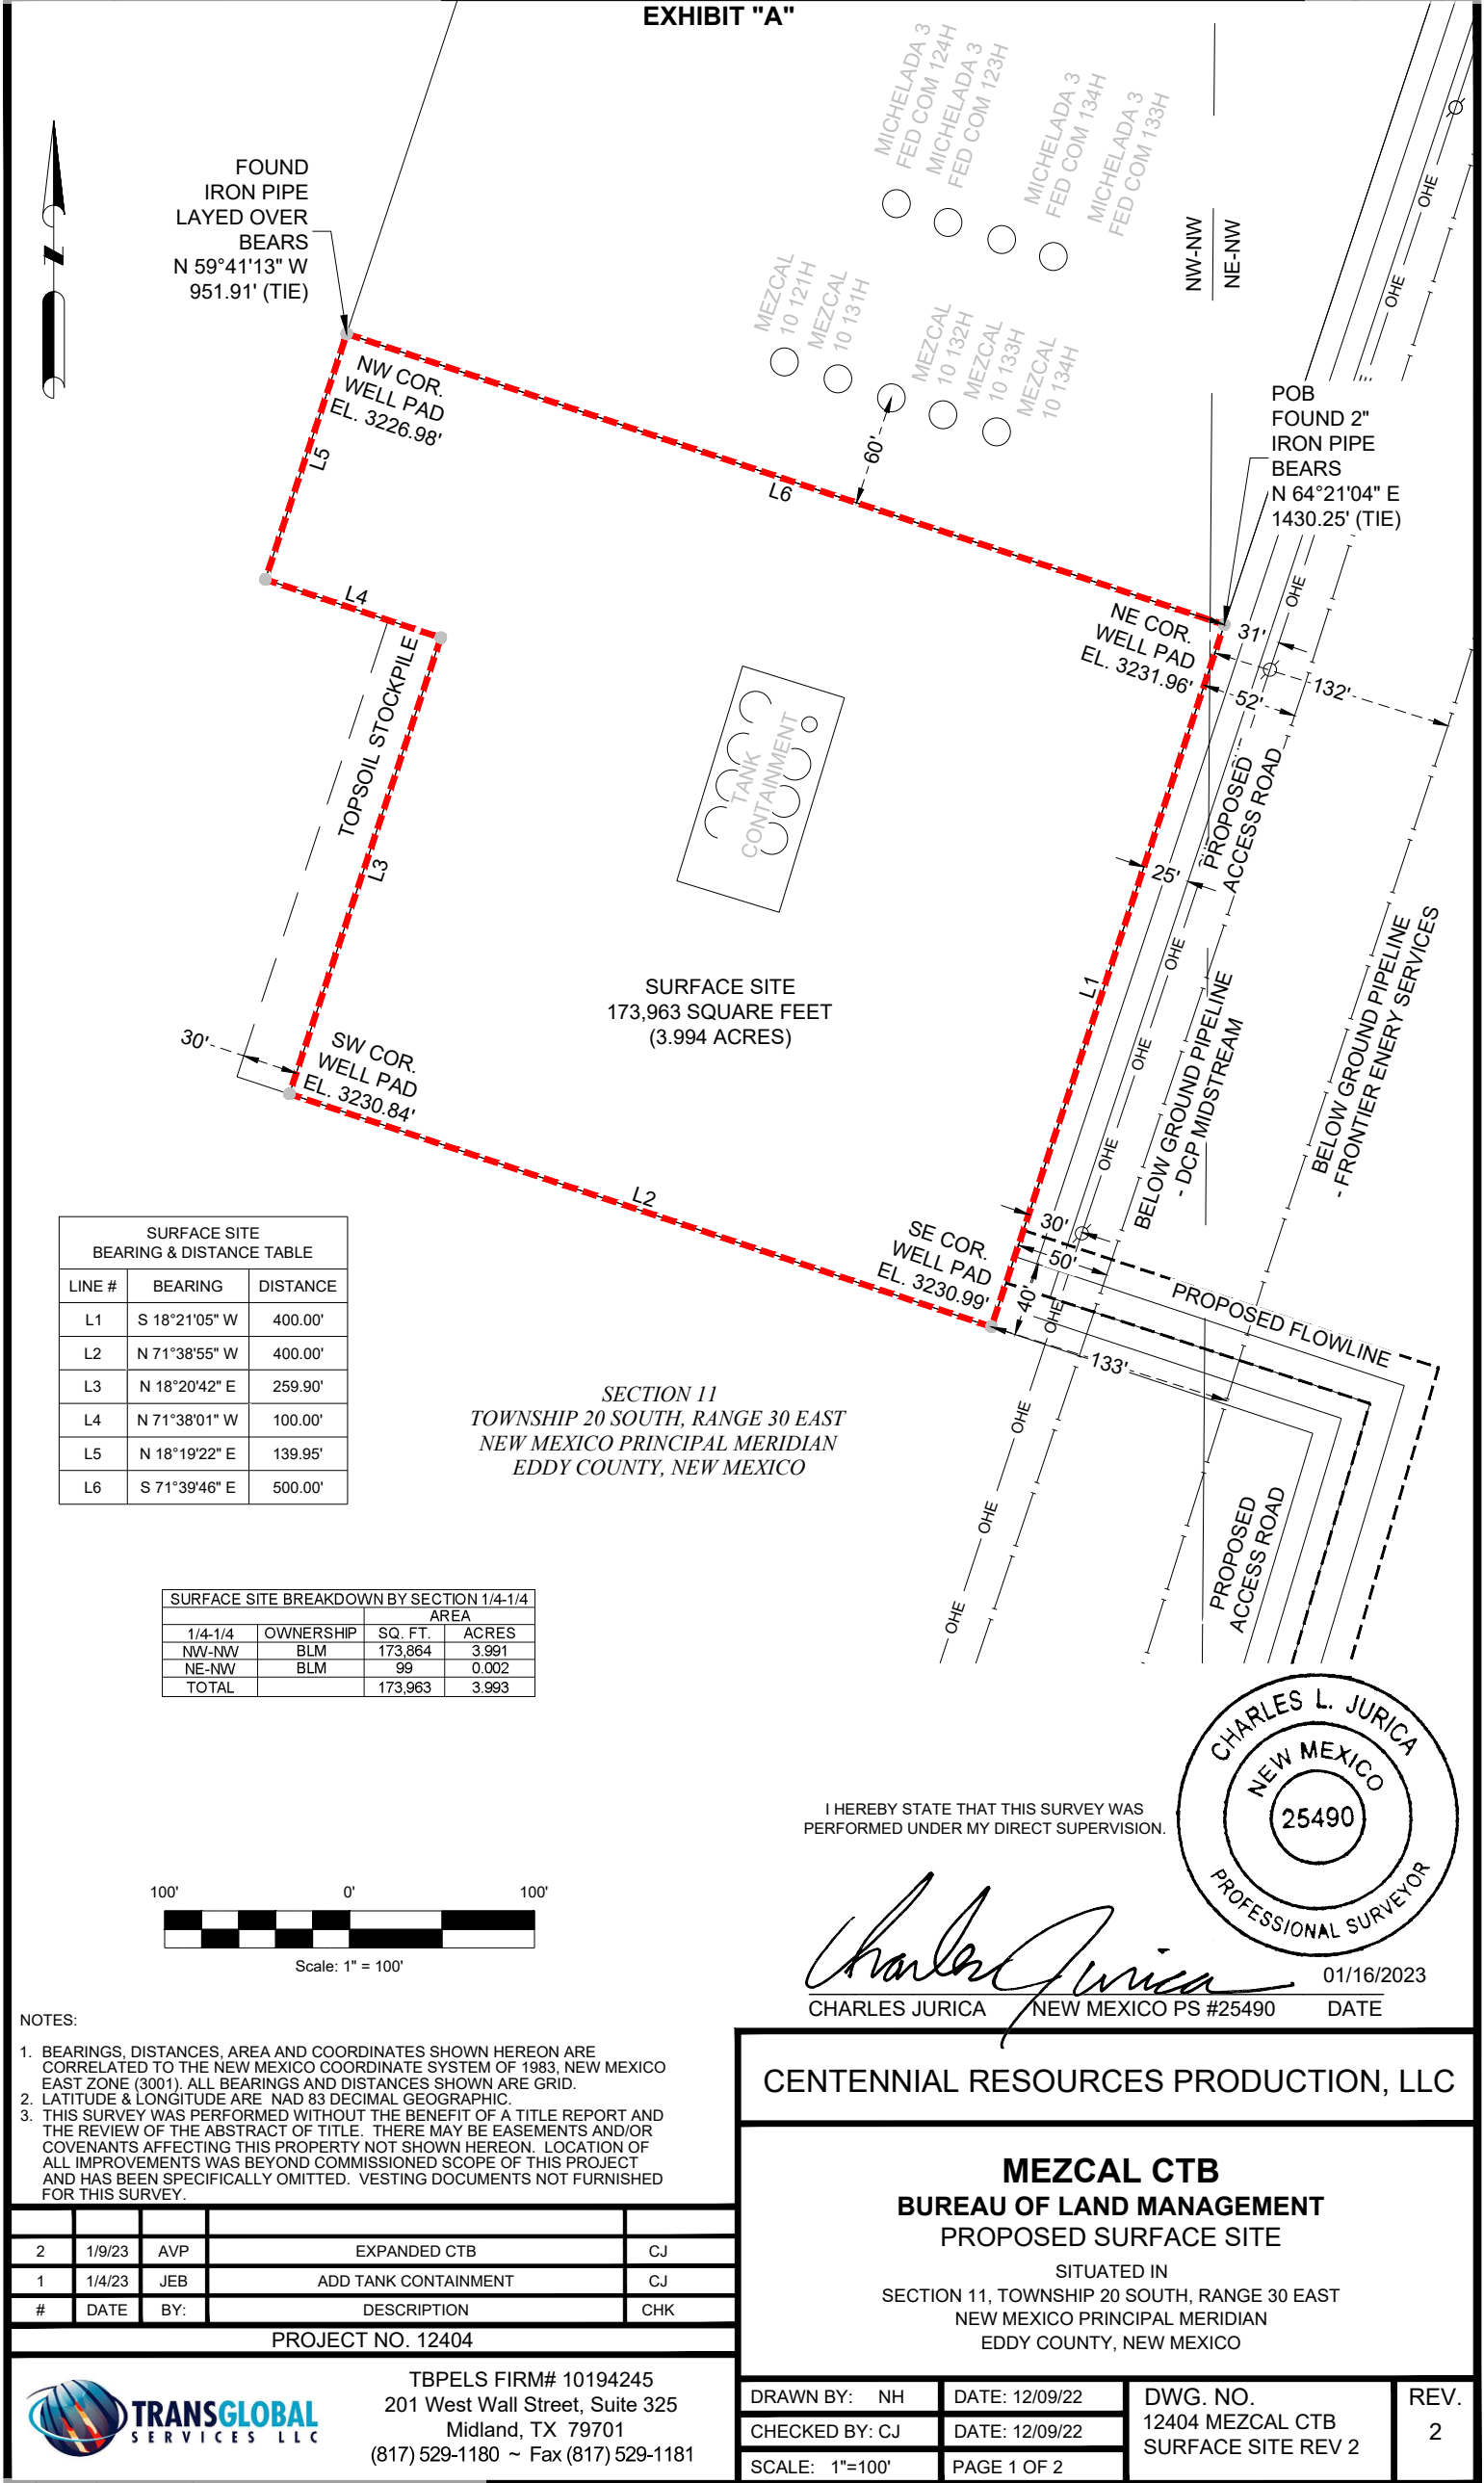 EXHIBIT "A"
MICHELADA 3
FED COM 124H
MICHELADA 3
FED COM 123H
MICHELADA 3
FED COM 134H
MICHELADA 3
FED COM 133H
FOUND
IRON PIPE
LAYED OVER
BEARS
N 59°41'13" W
951.91' (TIE)
N
NW-NW
NE-NW
OHE
OHE
MEZCAL
10 121H
MEZCAL
10 131H
MEZCAL
10 132H
MEZCAL
10 133H
MEZCAL
10 134H
NW COR.
WELL PAD
EL. 3226.98'
L5
60'
L6
POB
FOUND 2"
IRON PIPE
BEARS
N 64°21'04" E
1430.25' (TIE)
L4
OHE
NE COR.
WELL PAD
EL. 3231.96'
31'
132'
52'
TOPSOIL STOCKPILE
TANK
CONTAINMENT
PROPOSED
ACCESS ROAD
L3
25'
OHE
L1
SURFACE SITE
173,963 SQUARE FEET
(3.994 ACRES)
BELOW GROUND PIPELINE
- DCP MIDSTREAM
BELOW GROUND PIPELINE
- FRONTIER ENERY SERVICES
30'
SW COR.
WELL PAD
EL. 3230.84'
OHE
OHE
L2
SE COR.
WELL PAD
EL. 3230.99'
30'
50'
40'
OHE
PROPOSED FLOWLINE
133'
SURFACE SITE
BEARING & DISTANCE TABLE
LINE # BEARING DISTANCE
L1 S 18°21'05" W 400.00'
L2 N 71°38'55" W 400.00'
L3 N 18°20'42" E 259.90'
L4 N 71°38'01" W 100.00'
L5 N 18°19'22" E 139.95'
L6 S 71°39'46" E 500.00'
SECTION 11
TOWNSHIP 20 SOUTH, RANGE 30 EAST
NEW MEXICO PRINCIPAL MERIDIAN
EDDY COUNTY, NEW MEXICO
OHE
OHE
OHE
PROPOSED
ACCESS ROAD
SURFACE SITE BREAKDOWN BY SECTION 1/4-1/4
AREA
1/4-1/4 OWNERSHIP SQ. FT. ACRES
NW-NW BLM 173,864 3.991
NE-NW BLM 99 0.002
TOTAL 173,963 3.993
CHARLES L. JURICA
NEW MEXICO
25490
PROFESSIONAL SURVEYOR
I HEREBY STATE THAT THIS SURVEY WAS
PERFORMED UNDER MY DIRECT SUPERVISION.
100' 0' 100'
Scale: 1" = 100'
Charles Jurica
01/16/2023
CHARLES JURICA NEW MEXICO PS #25490 DATE
NOTES:
1. BEARINGS, DISTANCES, AREA AND COORDINATES SHOWN HEREON ARE
CORRELATED TO THE NEW MEXICO COORDINATE SYSTEM OF 1983, NEW MEXICO
EAST ZONE (3001). ALL BEARINGS AND DISTANCES SHOWN ARE GRID.
2. LATITUDE & LONGITUDE ARE NAD 83 DECIMAL GEOGRAPHIC.
3. THIS SURVEY WAS PERFORMED WITHOUT THE BENEFIT OF A TITLE REPORT AND
THE REVIEW OF THE ABSTRACT OF TITLE. THERE MAY BE EASEMENTS AND/OR
COVENANTS AFFECTING THIS PROPERTY NOT SHOWN HEREON. LOCATION OF
ALL IMPROVEMENTS WAS BEYOND COMMISSIONED SCOPE OF THIS PROJECT
AND HAS BEEN SPECIFICALLY OMITTED. VESTING DOCUMENTS NOT FURNISHED
FOR THIS SURVEY.
2 1/9/23 AVP EXPANDED CTB CJ
1 1/4/23 JEB ADD TANK CONTAINMENT CJ
# DATE BY: DESCRIPTION CHK
PROJECT NO. 12404
TRANSGLOBAL
SERVICES LLC
TBPELS FIRM# 10194245
201 West Wall Street, Suite 325
Midland, TX 79701
(817) 529-1180 ~ Fax (817) 529-1181
CENTENNIAL RESOURCES PRODUCTION, LLC
MEZCAL CTB
BUREAU OF LAND MANAGEMENT
PROPOSED SURFACE SITE
SITUATED IN
SECTION 11, TOWNSHIP 20 SOUTH, RANGE 30 EAST
NEW MEXICO PRINCIPAL MERIDIAN
EDDY COUNTY, NEW MEXICO
DRAWN BY: NH DATE: 12/09/22
CHECKED BY: CJ DATE: 12/09/22
SCALE: 1"=100' PAGE 1 OF 2
DWG. NO.
12404 MEZCAL CTB
SURFACE SITE REV 2
REV.
2